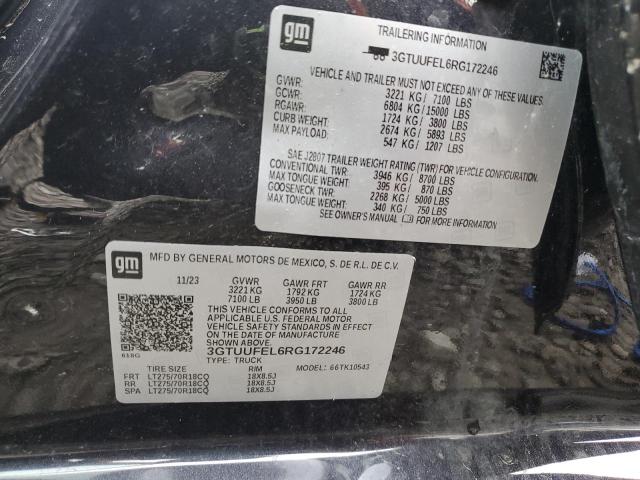 gm
TRAILERING INFORMATION
3GTUUFEL6RG172246
VEHICLE AND TRAILER MUST NOT EXCEED ANY OF THESE VALUES.
GVWR: 3221 KG/ 7100 LBS
GCWR: 6804 KG/15000 LBS
RGAWR: 1724 KG/ 3800 LBS
CURB WEIGHT: 2674 KG/ 5893 LBS
MAX PAYLOAD: 547 KG/ 1207 LBS
SAE J2807 TRAILER WEIGHT RATING (TWR) FOR VEHICLE CONFIGURATION.
CONVENTIONAL TWR: 3946 KG/ 8700 LBS
MAX TONGUE WEIGHT: 395 KG/ 870 LBS
GOOSENECK TWR: 2268 KG/ 5000 LBS
MAX TONGUE WEIGHT: 340 KG/ 750 LBS
SEE OWNER'S MANUAL FOR MORE INFORMATION
gm
MFD BY GENERAL MOTORS DE MEXICO, S. DE R.L. DE C.V.
11/23 GVWR GAWR FRT GAWR RR
3221 KG 1792 KG 1724 KG
7100 LB 3950 LB 3800 LB
THIS VEHICLE CONFORMS TO ALL
APPLICABLE U.S. FEDERAL MOTOR
VEHICLE SAFETY STANDARDS IN EFFECT ON
THE DATE OF MANUFACTURE
SHOWN ABOVE.
618G 3GTUUFEL6RG172246
TYPE: TRUCK
TIRE SIZE RIM MODEL: 66TK10543
FRT LT275/70R18CQ 18X8.5J
RR LT275/70R18CQ 18X8.5J
SPA LT275/70R18CQ 18X8.5J